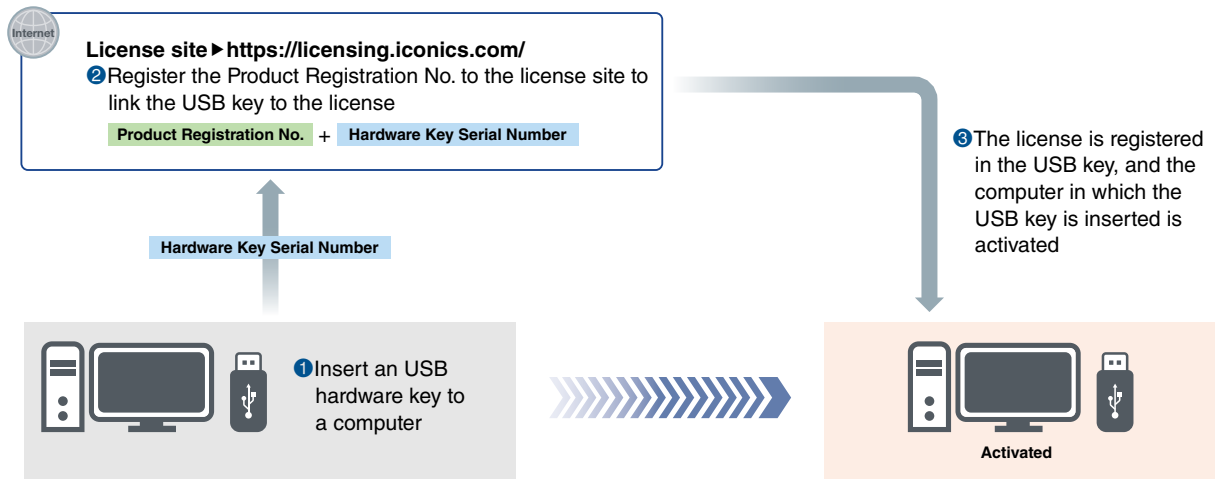 Internet
License site▶https://licensing.iconics.com/
❷Register the Product Registration No. to the license site to
link the USB key to the license
Product Registration No. + Hardware Key Serial Number
Hardware Key Serial Number
❶Insert an USB
hardware key to
a computer
❸The license is registered
in the USB key, and the
computer in which the
USB key is inserted is
activated
Activated